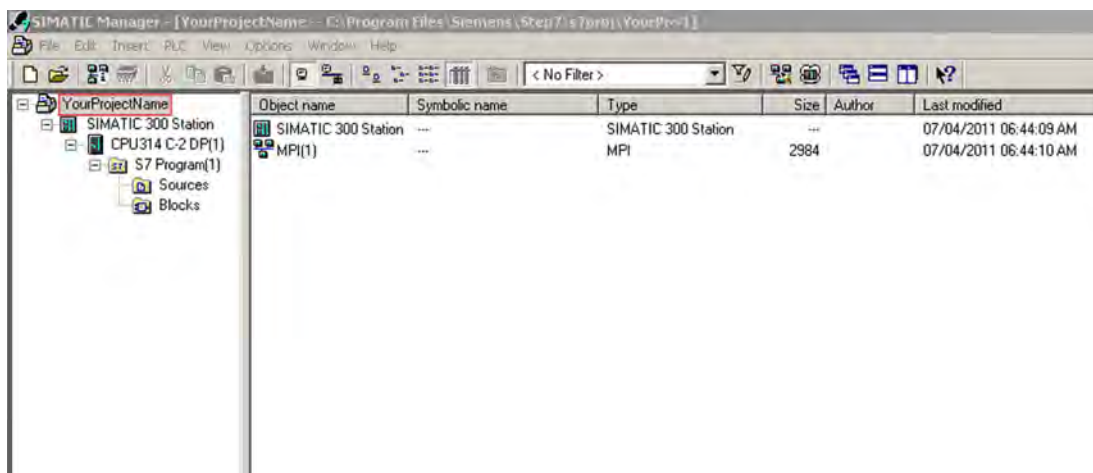 SIMATIC Manager - [YourProjectName -- C:\Program Files\Siemens\Step7\s7proj\YourPro~1]
File Edit Insert PLC View Options Window Help
< No Filter >
YourProjectName
SIMATIC 300 Station
CPU314 C-2 DP(1)
S7 Program(1)
Sources
Blocks
Object name Symbolic name Type Size Author Last modified
SIMATIC 300 Station --- SIMATIC 300 Station --- 07/04/2011 06:44:09 AM
MPI(1) --- MPI 2984 07/04/2011 06:44:10 AM